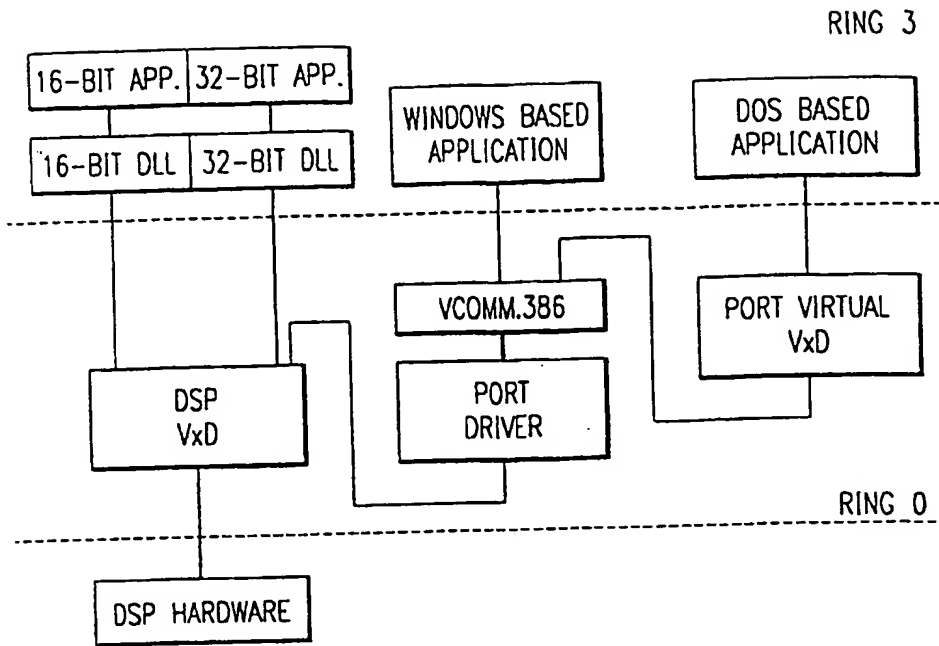 RING 3
16-BIT APP. 32-BIT APP.
16-BIT DLL 32-BIT DLL
WINDOWS BASED
APPLICATION
DOS BASED
APPLICATION
VCOMM.386
PORT VIRTUAL
VxD
DSP
VxD
PORT
DRIVER
RING 0
DSP HARDWARE